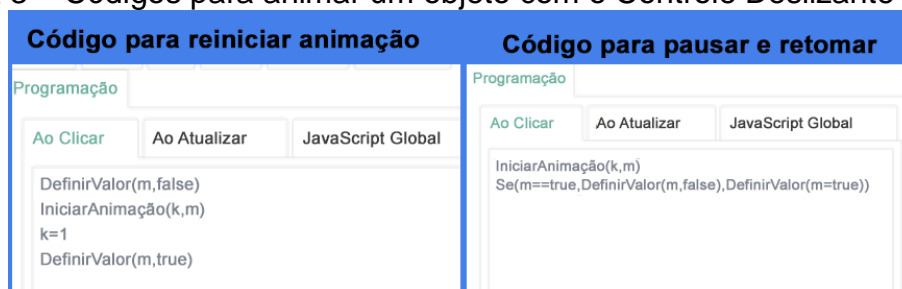 Códigos para animar um objeto com o Controle Deslizante
Código para reiniciar animação
Programação
Ao Clicar Ao Atualizar JavaScript Global
DefinirValor(m,false)
IniciarAnimação(k,m)
k=1
DefinirValor(m,true)
Código para pausar e retomar
Programação
Ao Clicar Ao Atualizar JavaScript Global
IniciarAnimação(k,m)
Se(m==true,DefinirValor(m,false),DefinirValor(m=true))